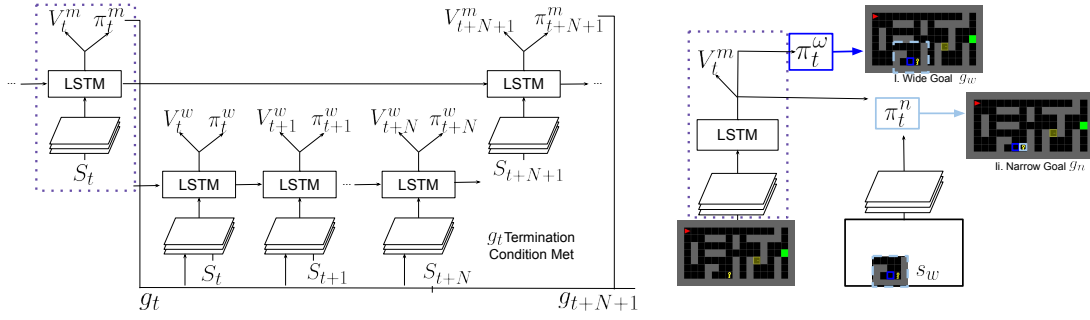 V_t^m π_t^m
V_{t+N+1}^m π_{t+N+1}^m
... LSTM LSTM ...
V_t^w π_t^w V_{t+1}^w π_{t+1}^w V_{t+N}^w π_{t+N}^w
S_t
S_{t+N+1}
LSTM LSTM ... LSTM
g_t Termination
Condition Met
S_t S_{t+1} S_{t+N}
g_t g_{t+N+1}
V_t^m π_t^ω
I. Wide Goal g_w
LSTM π_t^n
Ii. Narrow Goal g_n
s_w